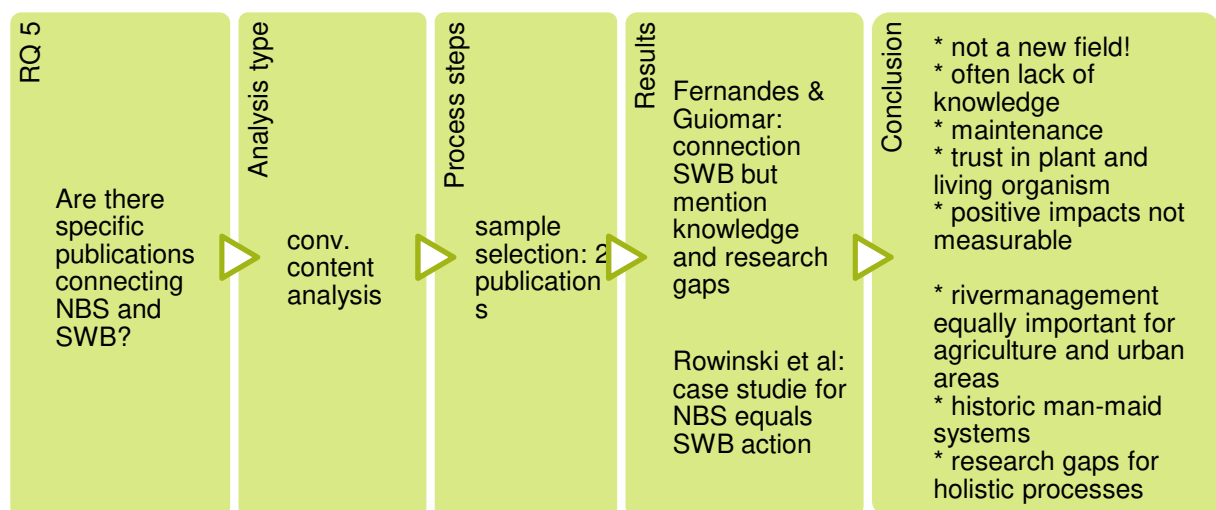 RQ 5
Are there
specific
publications
connecting
NBS and
SWB?
Analysis type
conv.
content
analysis
Process steps
sample
selection: 2
publication
s
Results
Fernandes &
Guiomar:
connection
SWB but
mention
knowledge
and research
gaps
Rowinski et al:
case studie for
NBS equals
SWB action
Conclusion
* not a new field!
* often lack of
knowledge
* maintenance
* trust in plant and
living organism
* positive impacts not
measurable
* rivermanagement
equally important for
agriculture and urban
areas
* historic man-maid
systems
* research gaps for
holistic processes